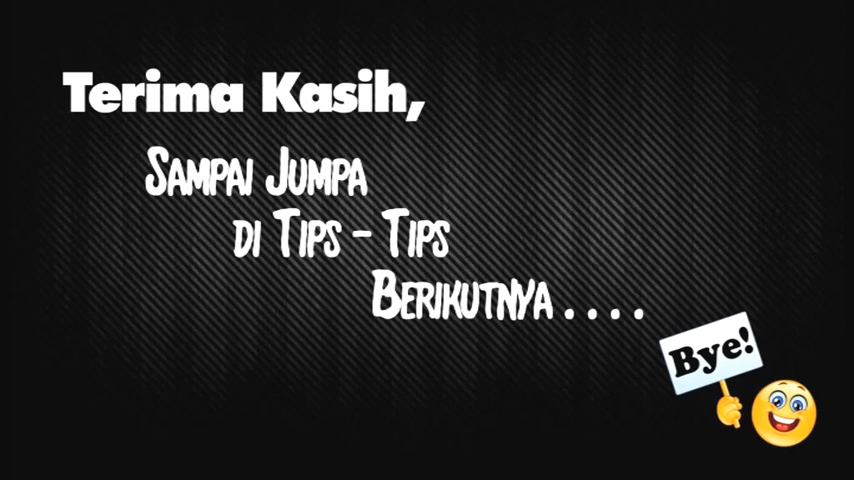 Terima Kasih,
Sampai Jumpa
di Tips - Tips
Berikutnya . . . .
Bye!